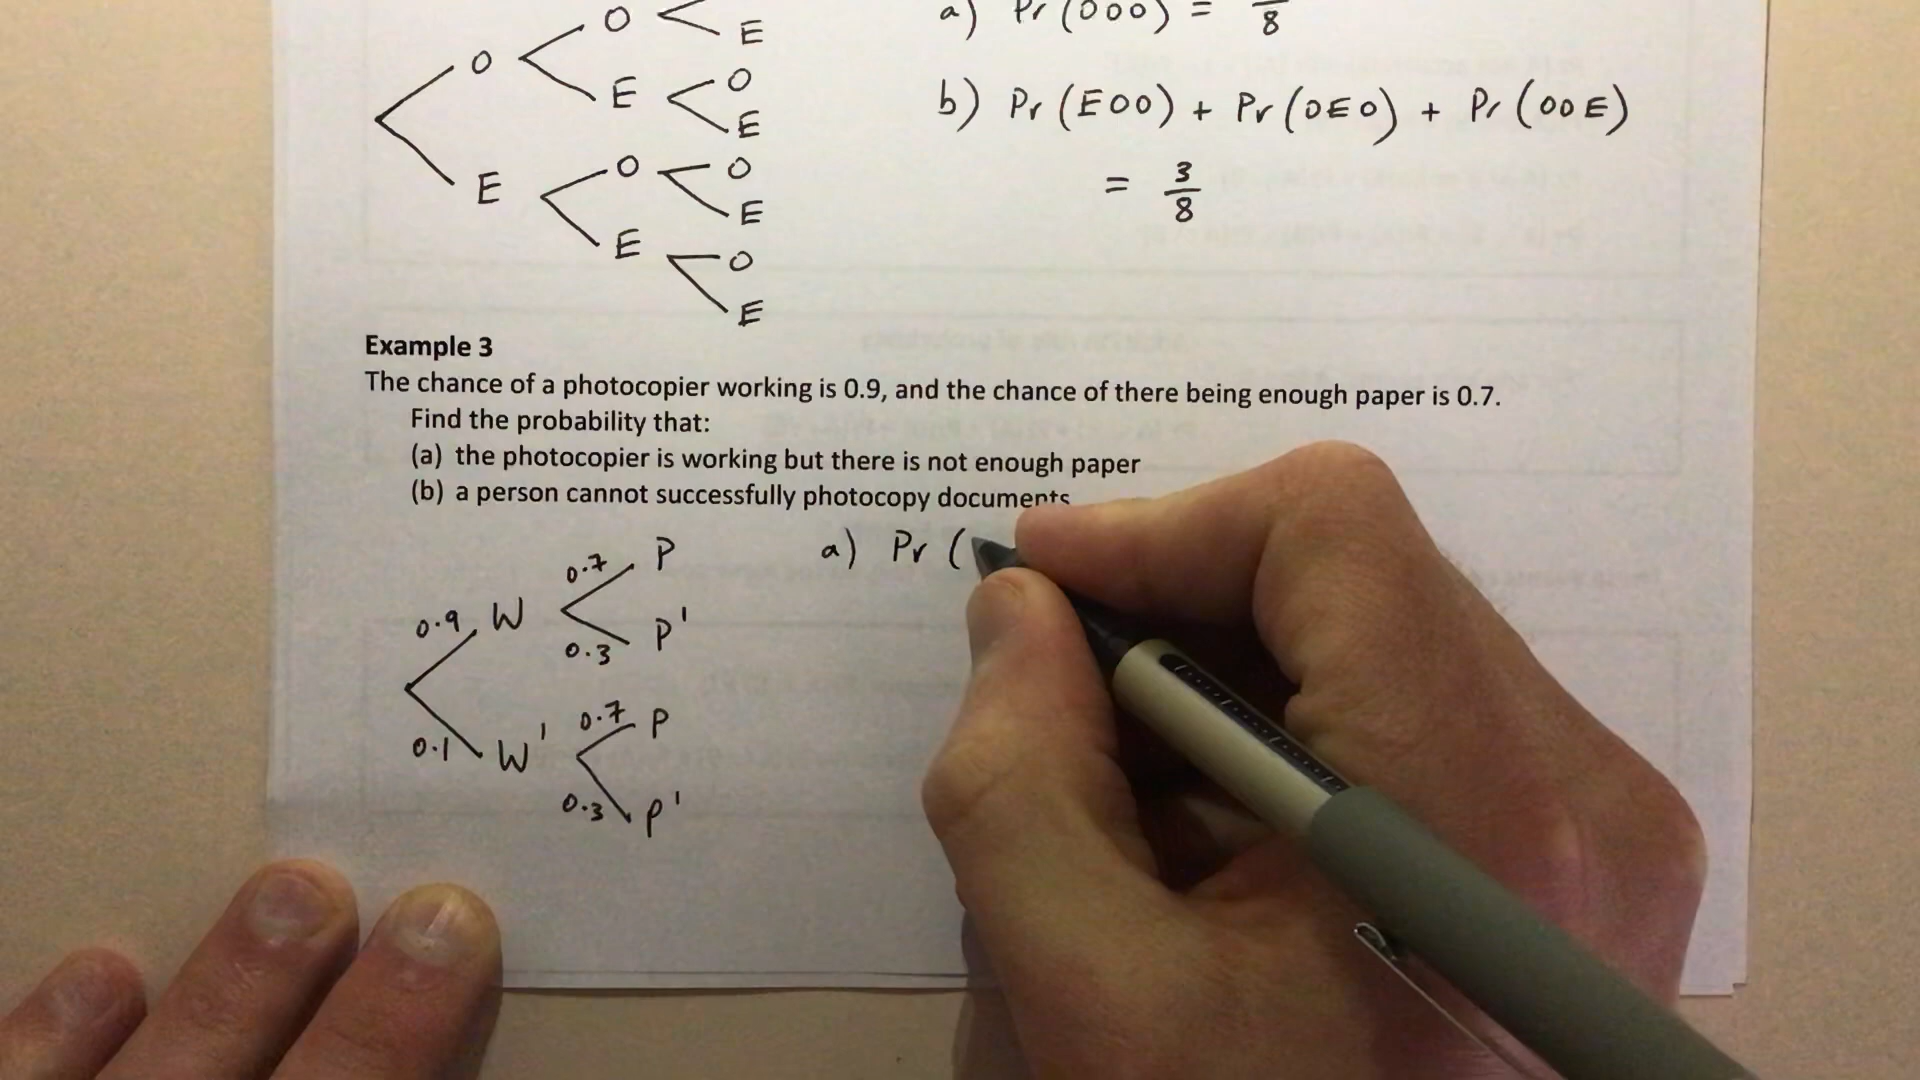 O O E
E O
E
E O O
E
E O
E
a) Pr (OOO) = 8
b) Pr (EOO) + Pr (OEO) + Pr (OOE)
= 3/8
Example 3
The chance of a photocopier working is 0.9, and the chance of there being enough paper is 0.7.
Find the probability that:
(a) the photocopier is working but there is not enough paper
(b) a person cannot successfully photocopy documents
0.9 W 0.7 P
0.3 P'
0.1 W' 0.7 P
0.3 P'
a) Pr (